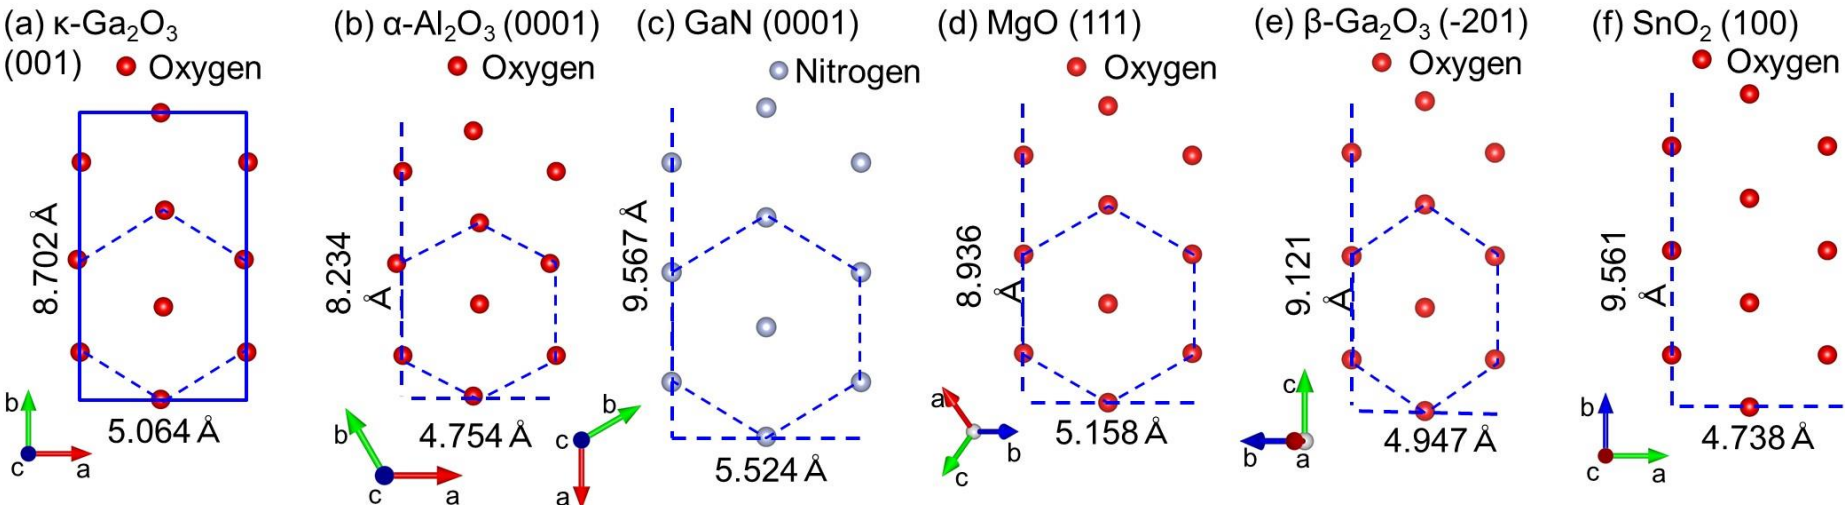 (a) κ-Ga₂O₃
(001)
Oxygen
8.702 Å
5.064 Å
b
c
a
(b) α-Al₂O₃ (0001)
Oxygen
8.234
Å
4.754 Å
b
c
a
(c) GaN (0001)
Nitrogen
9.567 Å
5.524 Å
b
c
a
(d) MgO (111)
Oxygen
8.936
Å
5.158 Å
a
b
c
(e) β-Ga₂O₃ (-201)
Oxygen
9.121
Å
4.947 Å
c
b
a
(f) SnO₂ (100)
Oxygen
9.561
Å
4.738 Å
b
c
a